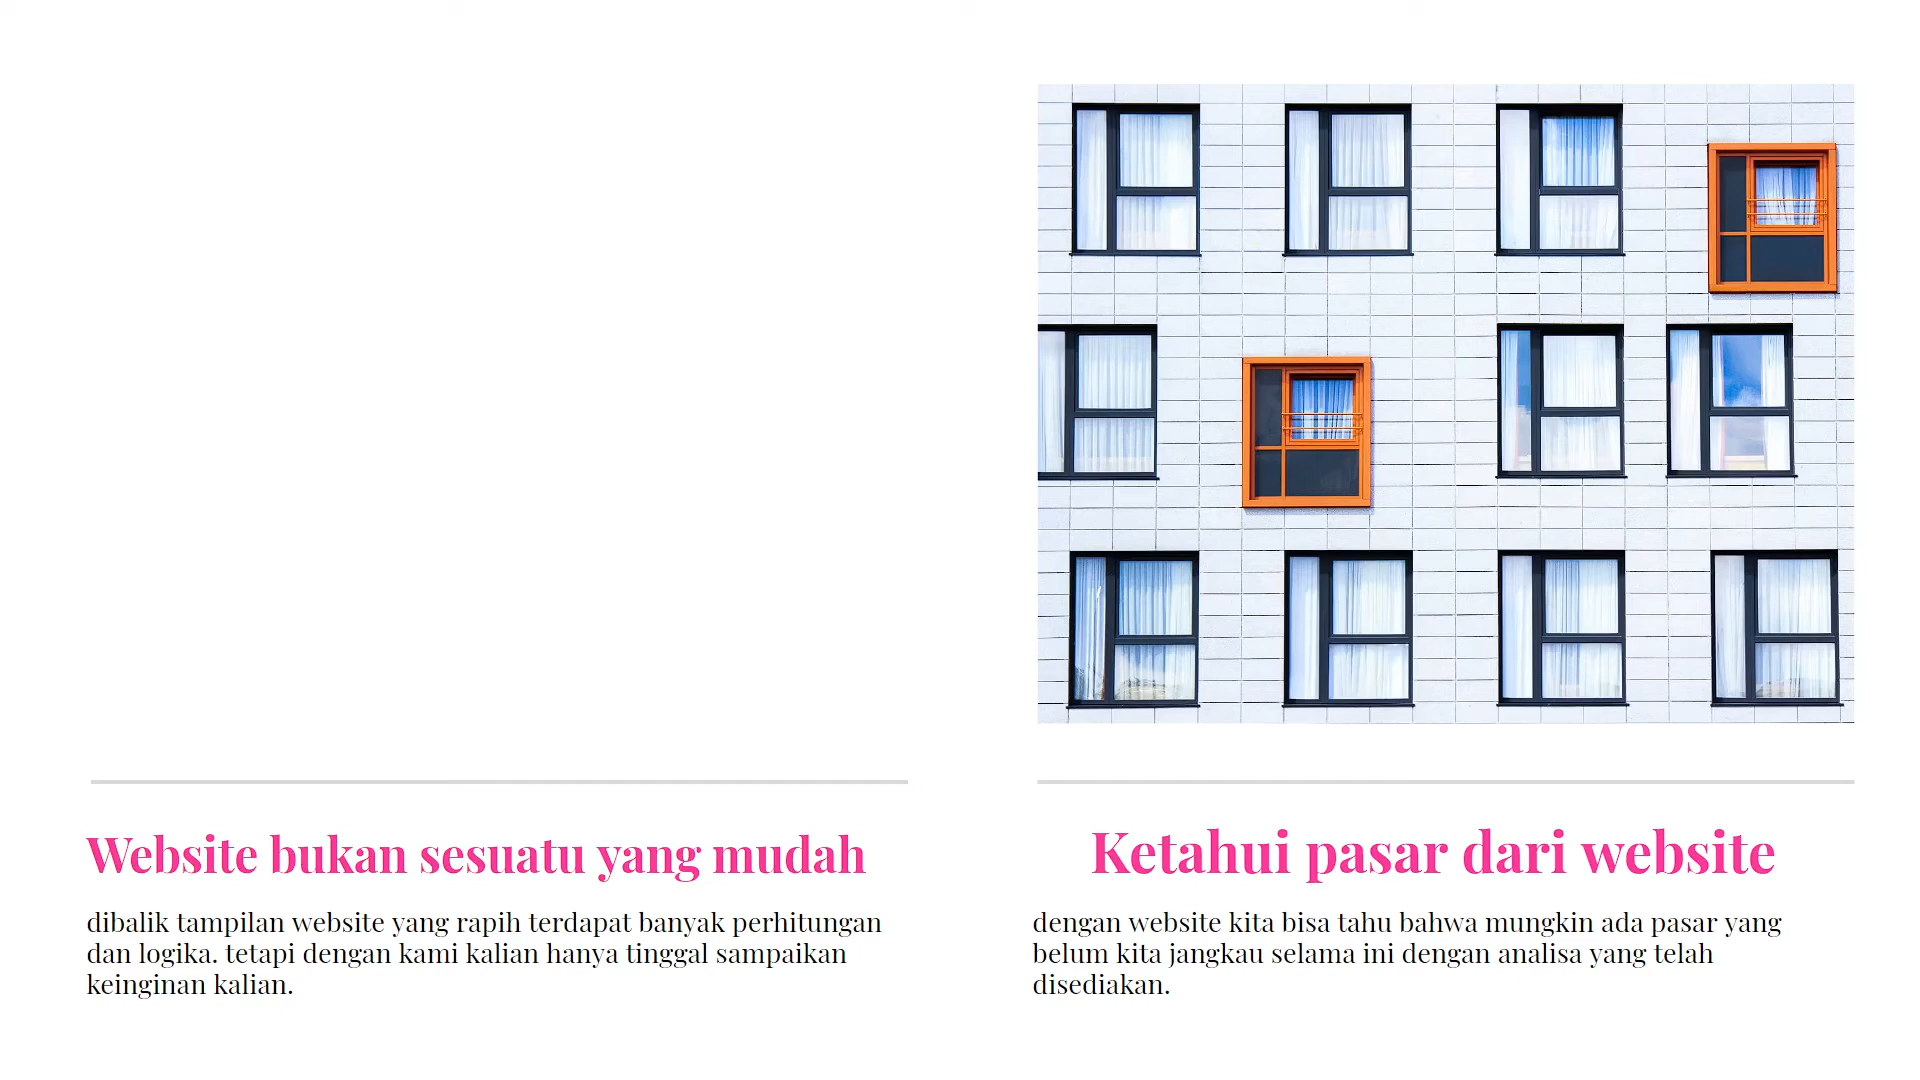 Website bukan sesuatu yang mudah
dibalik tampilan website yang rapih terdapat banyak perhitungan
dan logika. tetapi dengan kami kalian hanya tinggal sampaikan
keinginan kalian.
Ketahui pasar dari website
dengan website kita bisa tahu bahwa mungkin ada pasar yang
belum kita jangkau selama ini dengan analisa yang telah
disediakan.